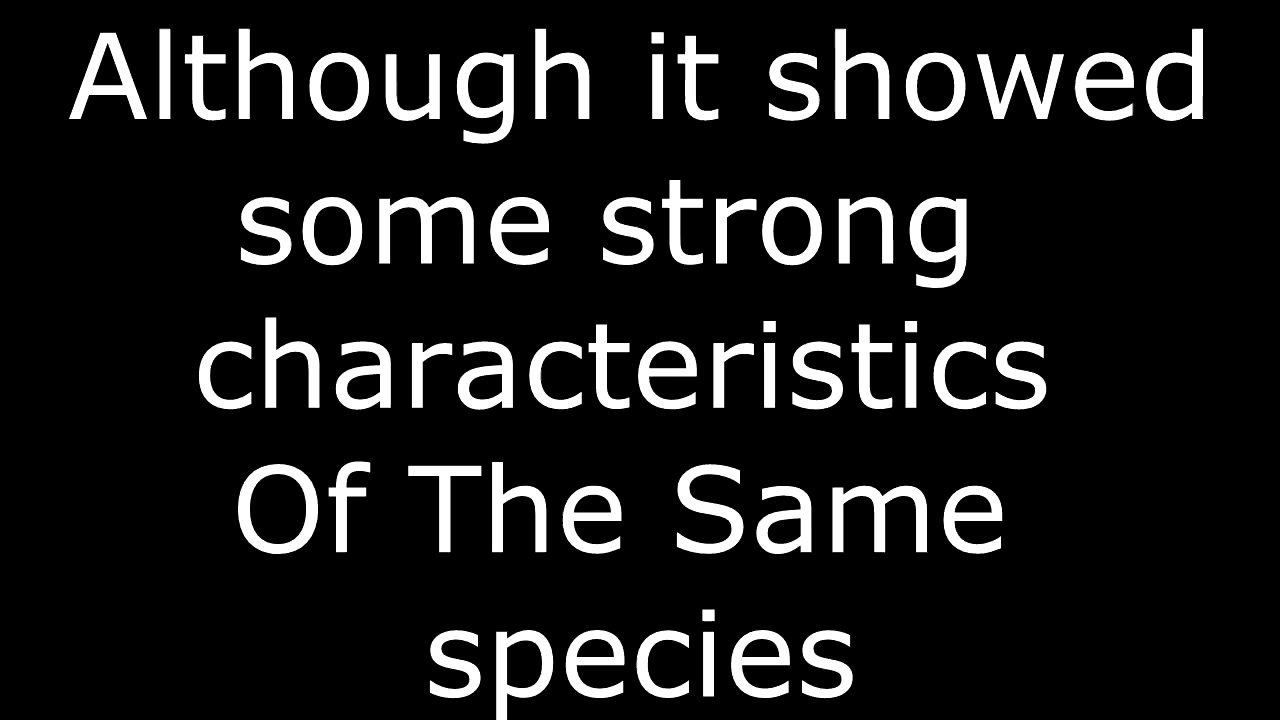 Although it showed
some strong
characteristics
Of The Same
species